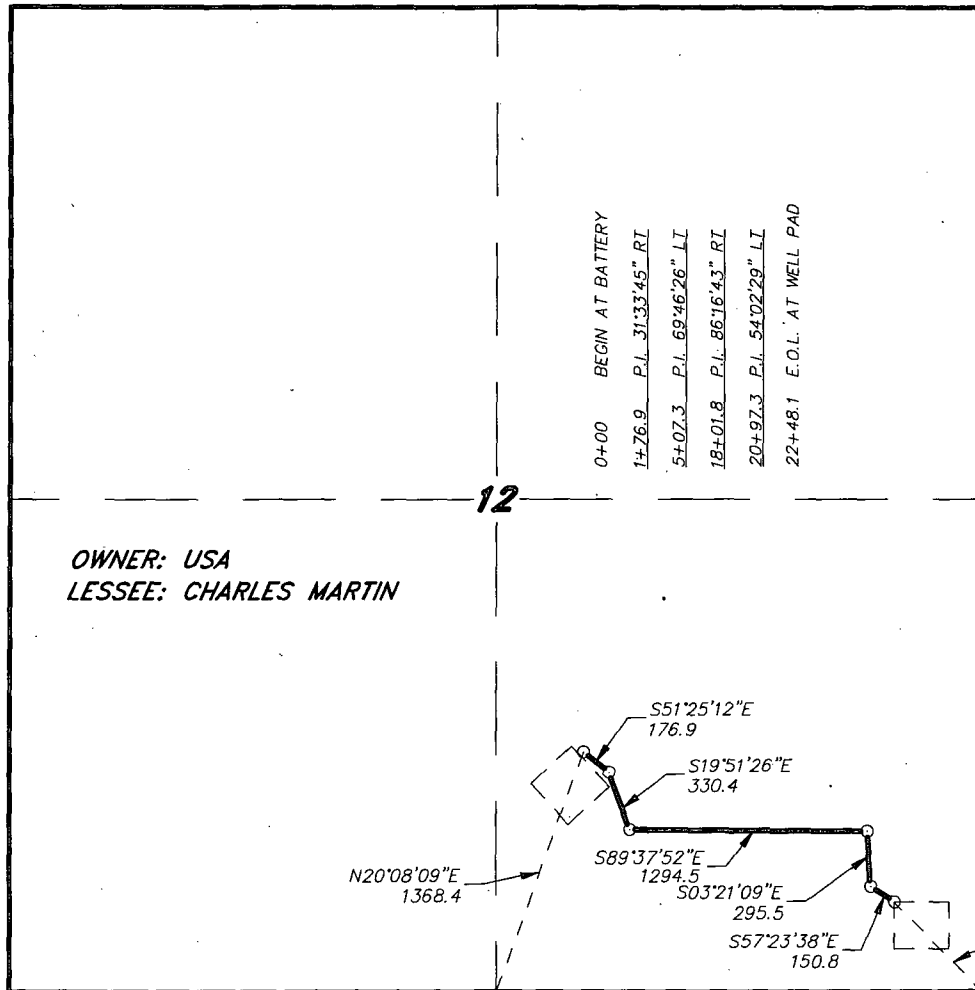 0+00 BEGIN AT BATTERY
1+76.9 P.I. 31°33'45" RT
5+07.3 P.I. 69°46'26" LT
18+01.8 P.I. 86°16'43" RT
20+97.3 P.I. 54°02'29" LT
22+48.1 E.O.L. AT WELL PAD
12
OWNER: USA
LESSEE: CHARLES MARTIN
S51°25'12"E
176.9
S19°51'26"E
330.4
S89°37'52"E
1294.5
N20°08'09"E
1368.4
S03°21'09"E
295.5
S57°23'38"E
150.8